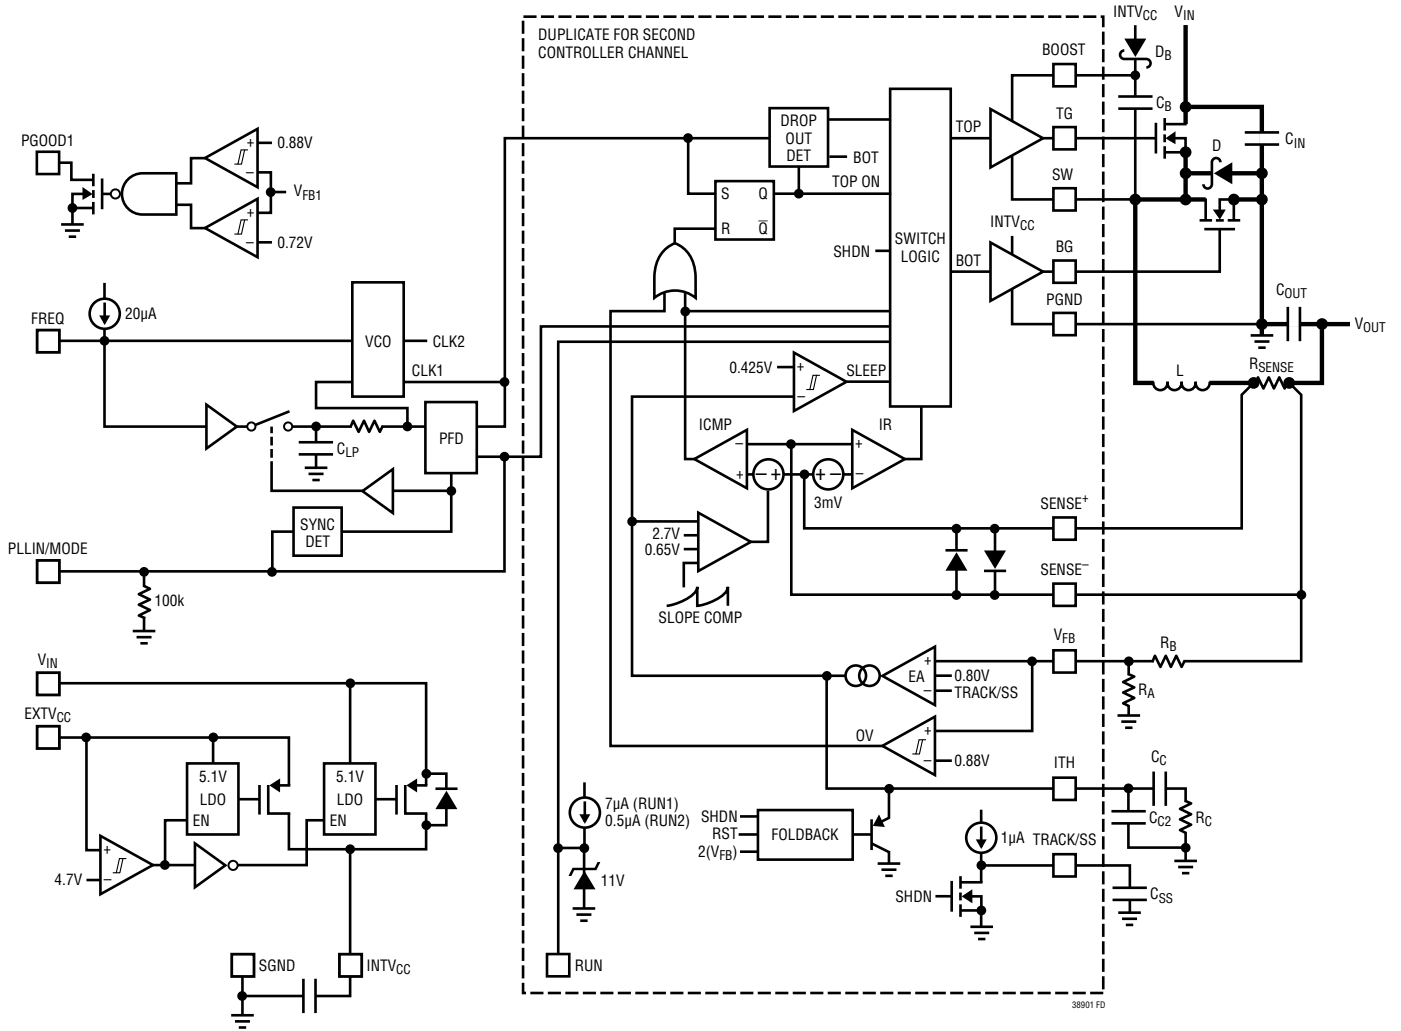 DUPLICATE FOR SECOND
CONTROLLER CHANNEL
INTVCC
VIN
DB
BOOST
CB
TG
TOP
CIN
D
SW
INTVCC
BG
BOT
PGND
COUT
VOUT
L
RSENSE
PGOOD1
0.88V
+
−
VFB1
+
−
0.72V
DROP
OUT
DET
BOT
TOP ON
S
Q
R
Q̅
SHDN
SWITCH
LOGIC
FREQ
20µA
VCO
CLK2
CLK1
CLP
PFD
SYNC
DET
PLLIN/MODE
100k
0.425V
+
−
SLEEP
ICMP
−
+
− +
+ −
3mV
IR
+
−
2.7V
0.65V
SLOPE COMP
SENSE+
SENSE−
VFB
RB
RA
EA
+
0.80V
−
TRACK/SS
OV
+
−
0.88V
ITH
CC
CC2
RC
VIN
EXTVCC
5.1V
LDO
EN
5.1V
LDO
EN
+
−
4.7V
SGND
INTVCC
7µA (RUN1)
0.5µA (RUN2)
11V
RUN
SHDN
RST
2(VFB)
FOLDBACK
1µA
TRACK/SS
SHDN
CSS
38901 FD